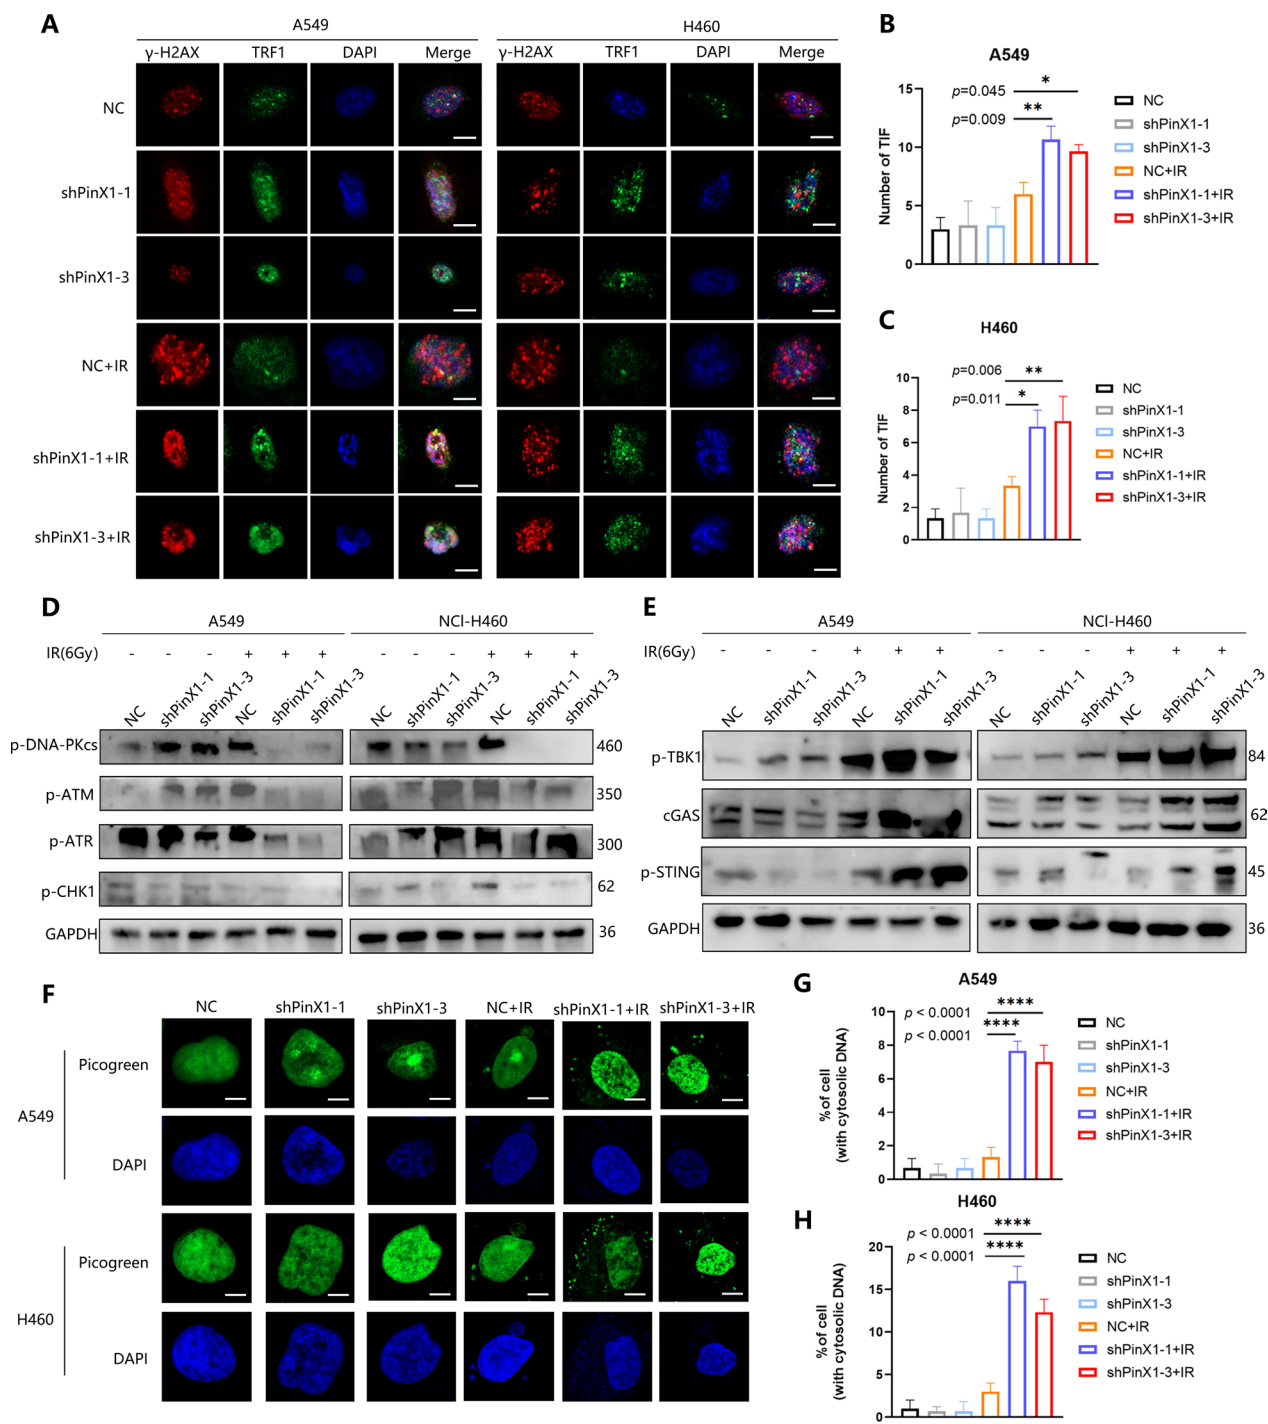 A
A549
H460
γ-H2AX TRF1 DAPI Merge
γ-H2AX TRF1 DAPI Merge
NC
shPinX1-1
shPinX1-3
NC+IR
shPinX1-1+IR
shPinX1-3+IR
B
A549
Number of TIF
15
10
5
0
p=0.045 *
p=0.009 **
NC
shPinX1-1
shPinX1-3
NC+IR
shPinX1-1+IR
shPinX1-3+IR
C
H460
Number of TIF
10
8
6
4
2
0
p=0.006 **
p=0.011 *
NC
shPinX1-1
shPinX1-3
NC+IR
shPinX1-1+IR
shPinX1-3+IR
D
A549
NCI-H460
IR(6Gy) - - - + + + - - - + + +
NC shPinX1-1 shPinX1-3 NC shPinX1-1 shPinX1-3 NC shPinX1-1 shPinX1-3 NC shPinX1-1 shPinX1-3
p-DNA-PKcs 460
p-ATM 350
p-ATR 300
p-CHK1 62
GAPDH 36
E
A549
NCI-H460
IR(6Gy) - - - + + + - - - + + +
NC shPinX1-1 shPinX1-3 NC shPinX1-1 shPinX1-3 NC shPinX1-1 shPinX1-3 NC shPinX1-1 shPinX1-3
p-TBK1 84
cGAS 62
p-STING 45
GAPDH 36
F
NC shPinX1-1 shPinX1-3 NC+IR shPinX1-1+IR shPinX1-3+IR
A549
Picogreen
DAPI
H460
Picogreen
DAPI
G
A549
%of cell
(with cytosolic DNA)
10
8
6
4
2
0
p < 0.0001 ****
p < 0.0001 ****
NC
shPinX1-1
shPinX1-3
NC+IR
shPinX1-1+IR
shPinX1-3+IR
H
H460
%of cell
(with cytosolic DNA)
20
15
10
5
0
p < 0.0001 ****
p < 0.0001 ****
NC
shPinX1-1
shPinX1-3
NC+IR
shPinX1-1+IR
shPinX1-3+IR